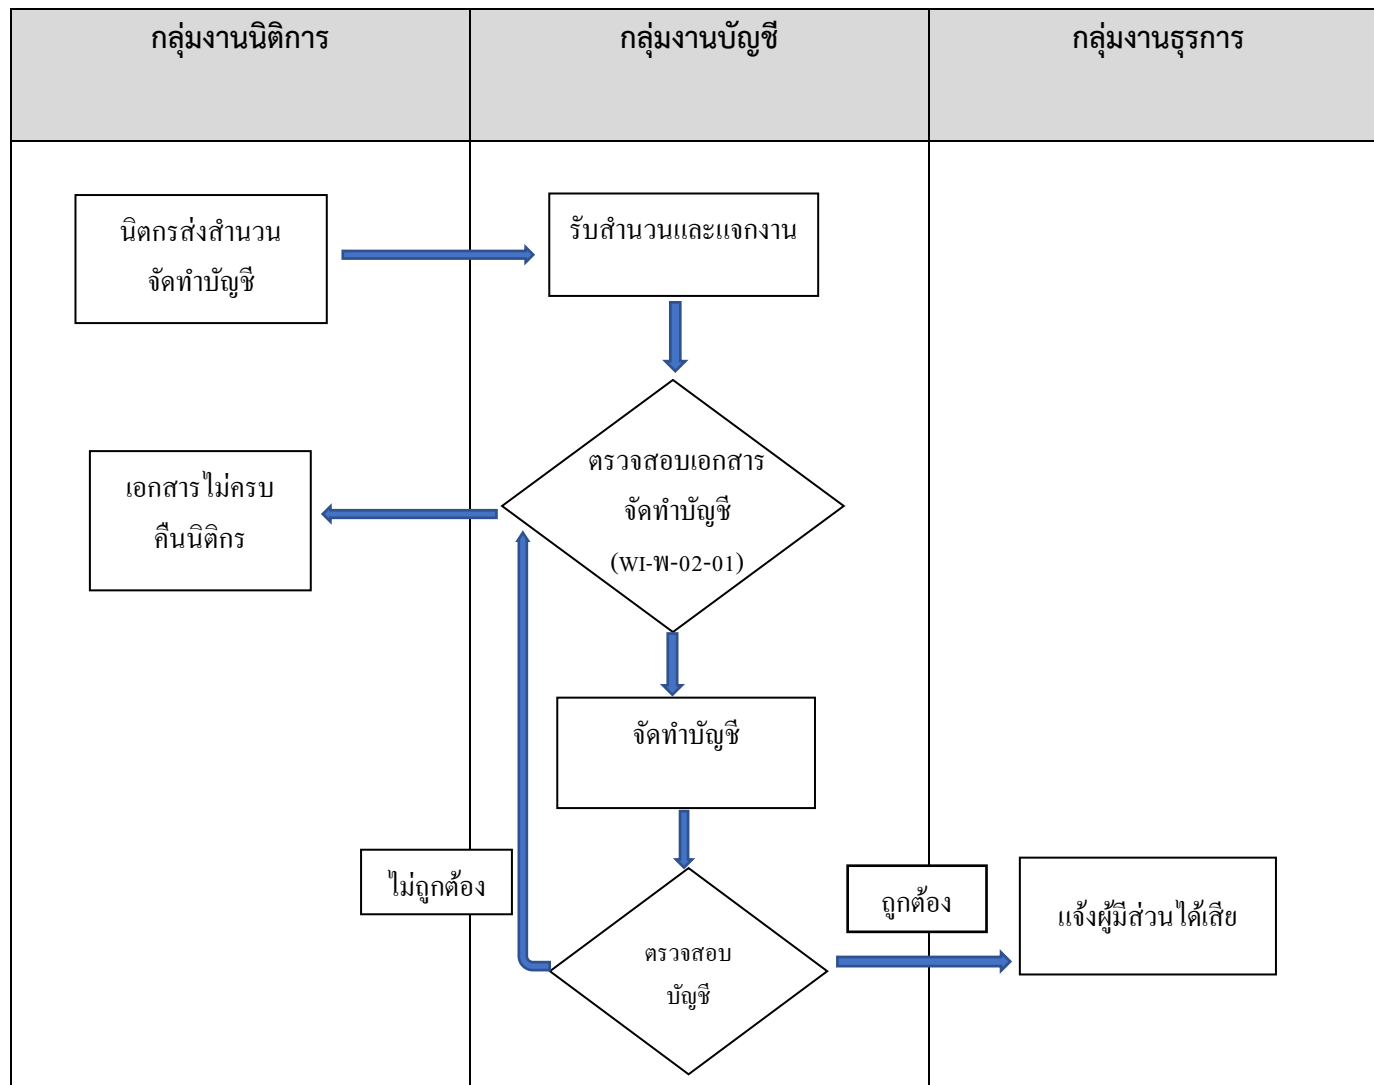 กลุ่มงานนิติการ
กลุ่มงานบัญชี
กลุ่มงานธุรการ
นิตกรส่งสำนวน
จัดทำบัญชี
รับสำนวนและแจกงาน
ตรวจสอบเอกสาร
จัดทำบัญชี
(WI-พ-02-01)
เอกสารไม่ครบ
คืนนิติกร
จัดทำบัญชี
ไม่ถูกต้อง
ถูกต้อง
แจ้งผู้มีส่วนได้เสีย
ตรวจสอบ
บัญชี